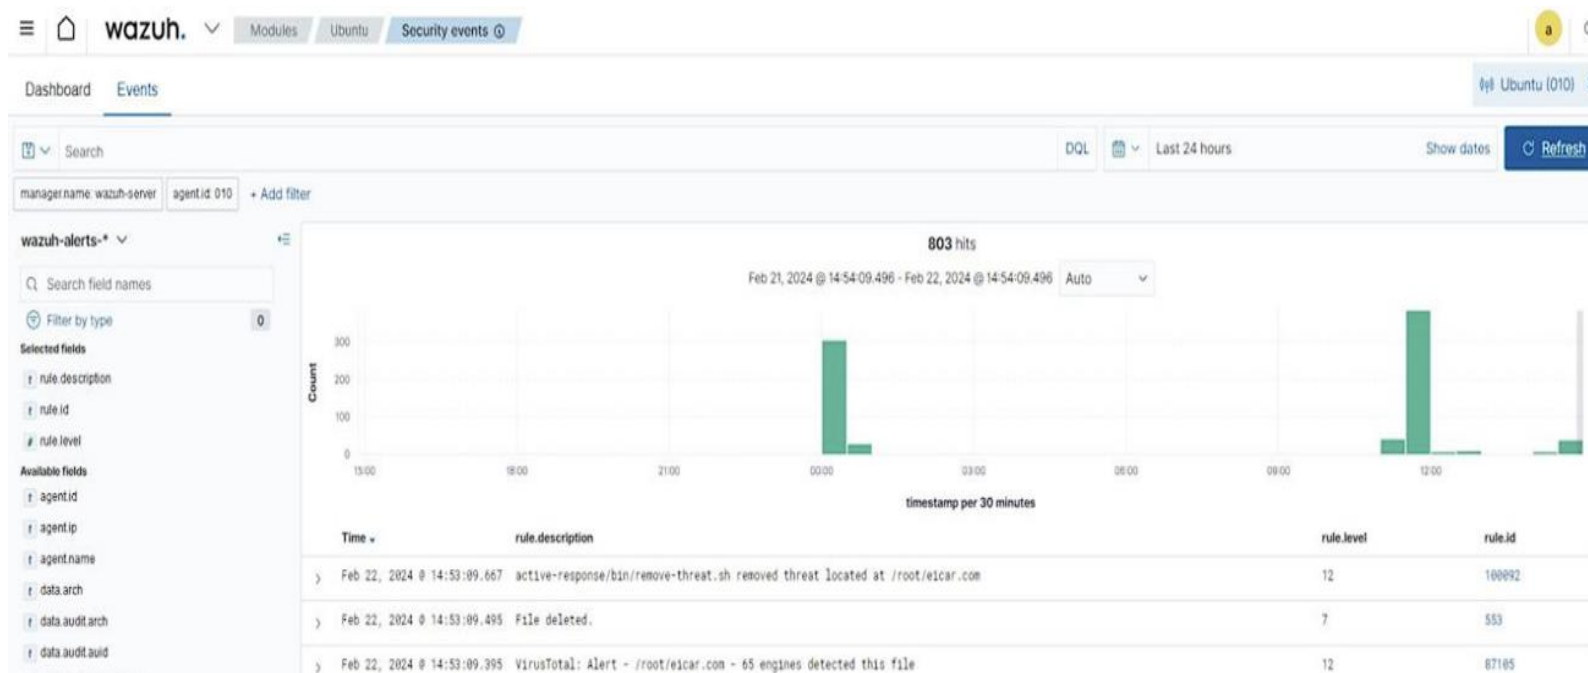 wazuh. Modules Ubuntu Security events
a
Dashboard Events
Ubuntu (010)
Search DQL Last 24 hours Show dates Refresh
manager.name: wazuh-server agent.id: 010 + Add filter
wazuh-alerts-*
803 hits
Search field names
Feb 21, 2024 @ 14:54:09.496 - Feb 22, 2024 @ 14:54:09.496 Auto
Filter by type 0
Selected fields
t rule.description
t rule.id
# rule.level
Available fields
t agent.id
t agent.ip
t agent.name
t data.arch
t data.audit.arch
t data.audit.auid
Count
300
200
100
0
15:00 18:00 21:00 00:00 03:00 06:00 09:00 12:00
timestamp per 30 minutes
Time rule.description rule.level rule.id
Feb 22, 2024 @ 14:53:09.667 active-response/bin/remove-threat.sh removed threat located at /root/eicar.com 12 100092
Feb 22, 2024 @ 14:53:09.495 File deleted. 7 553
Feb 22, 2024 @ 14:53:09.395 VirusTotal: Alert - /root/eicar.com - 65 engines detected this file 12 87105